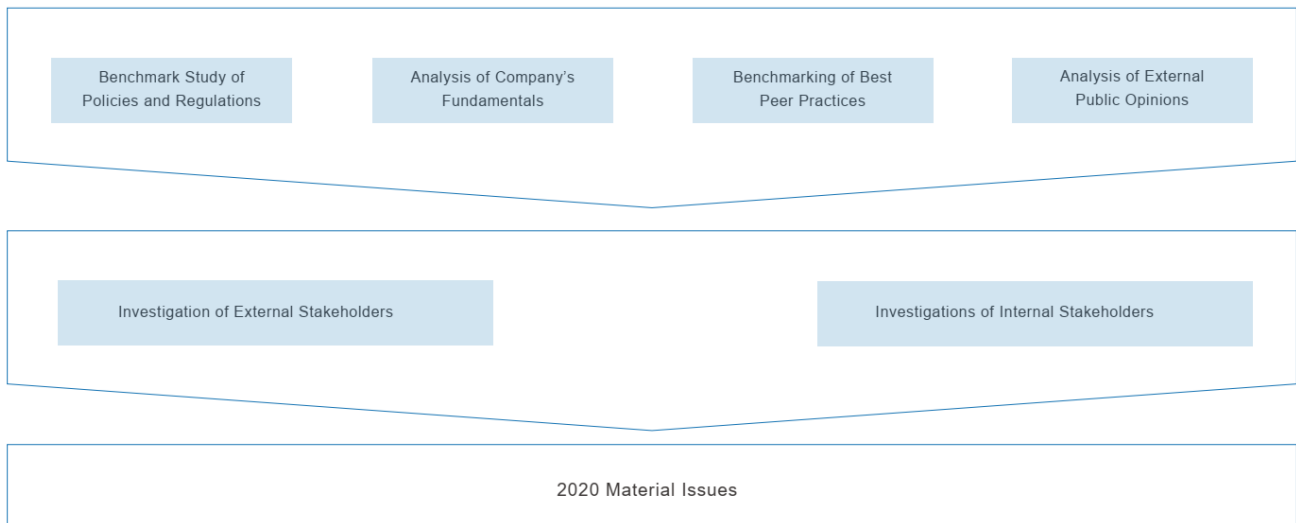 Benchmark Study of
Policies and Regulations
Analysis of Company’s
Fundamentals
Benchmarking of Best
Peer Practices
Analysis of External
Public Opinions
Investigation of External Stakeholders
Investigations of Internal Stakeholders
2020 Material Issues